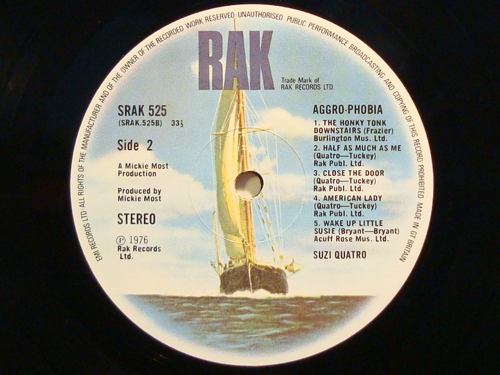 EMI RECORDS LTD ALL RIGHTS OF THE MANUFACTURER AND OF THE OWNER OF THE RECORDED WORK RESERVED UNAUTHORISED PUBLIC PERFORMANCE BROADCASTING AND COPYING OF THIS RECORD PROHIBITED MADE IN GT BRITAIN
RAK
Trade Mark of
RAK RECORDS LTD.
SRAK 525
(SRAK.525B) 33⅓
Side 2
A Mickie Most
Production
Produced by
Mickie Most
STEREO
℗ 1976
Rak Records
Ltd.
AGGRO-PHOBIA
1. THE HONKY TONK
DOWNSTAIRS (Frazier)
Burlington Mus. Ltd.
2. HALF AS MUCH AS ME
(Quatro—Tuckey)
Rak Publ. Ltd.
3. CLOSE THE DOOR
(Quatro—Tuckey)
Rak Publ. Ltd.
4. AMERICAN LADY
(Quatro—Tuckey)
Rak Publ. Ltd.
5. WAKE UP LITTLE
SUSIE (Bryant—Bryant)
Acuff Rose Mus. Ltd.
SUZI QUATRO